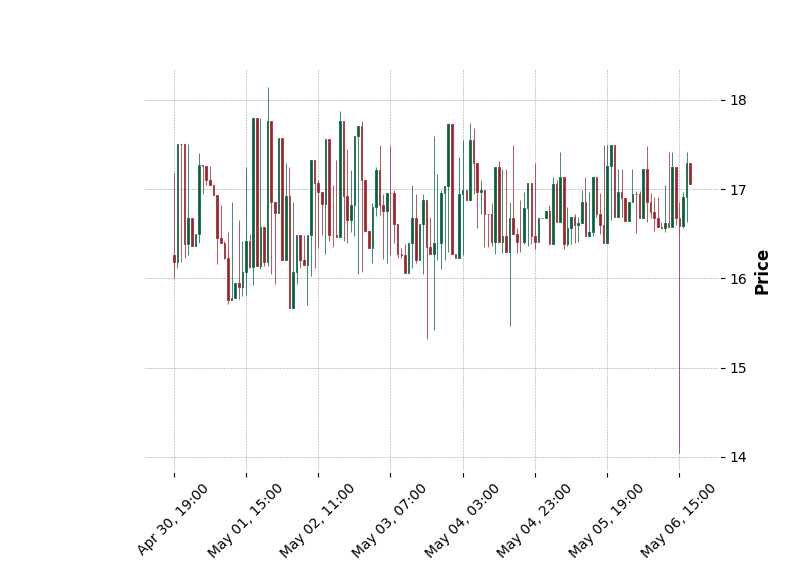 18
17
16
15
14
Price
Apr 30, 19:00
May 01, 15:00
May 02, 11:00
May 03, 07:00
May 04, 03:00
May 04, 23:00
May 05, 19:00
May 06, 15:00